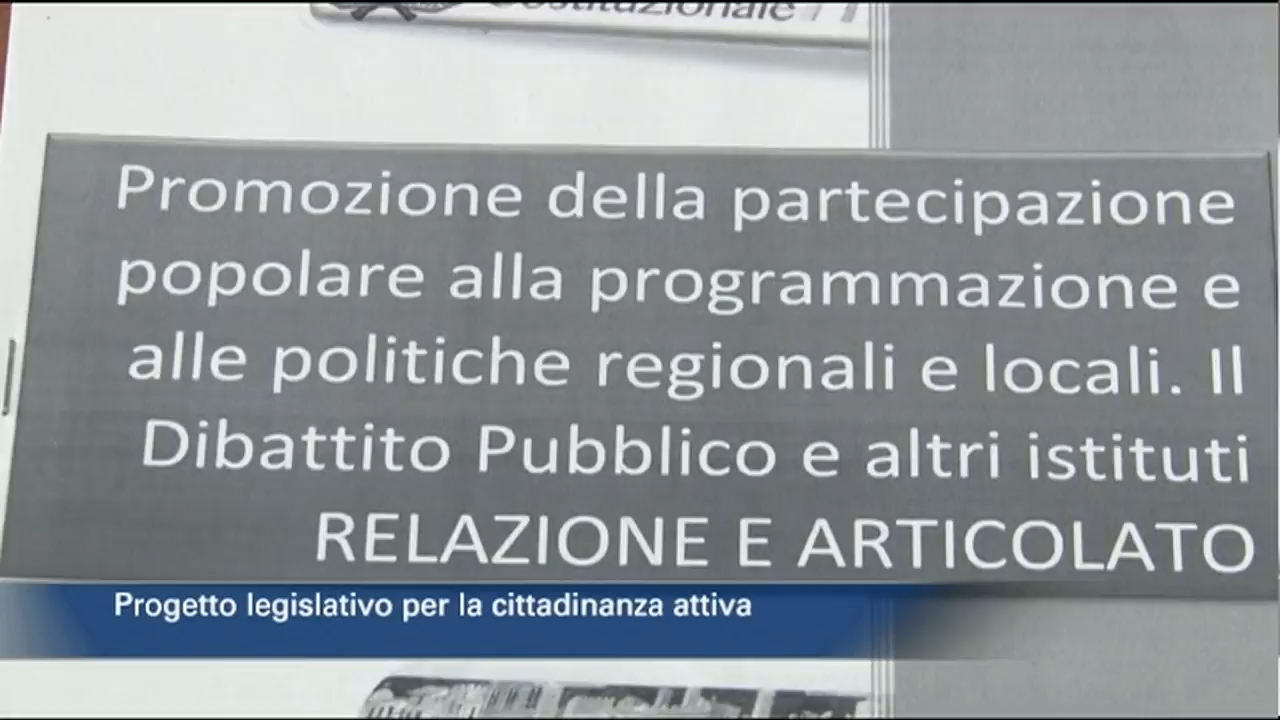 Costituzionale
Promozione della partecipazione
popolare alla programmazione e
alle politiche regionali e locali. Il
Dibattito Pubblico e altri istituti
RELAZIONE E ARTICOLATO
Progetto legislativo per la cittadinanza attiva